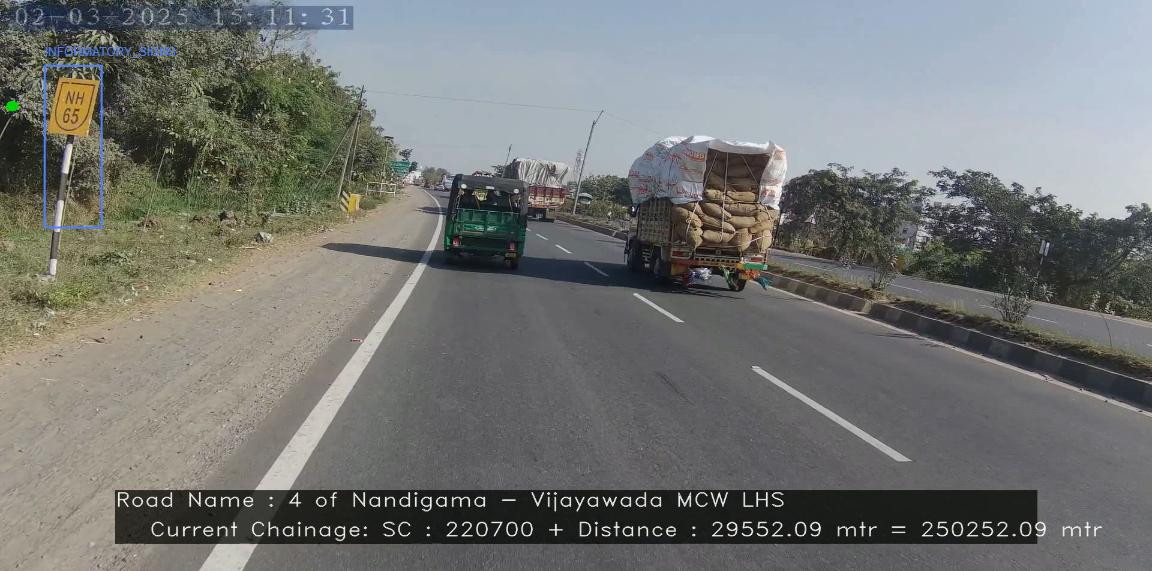 02-03-2025 15:11:31
INFORMATORY_SIGNS
NH
65
Road Name : 4 of Nandigama - Vijayawada MCW LHS
Current Chainage: SC : 220700 + Distance : 29552.09 mtr = 250252.09 mtr